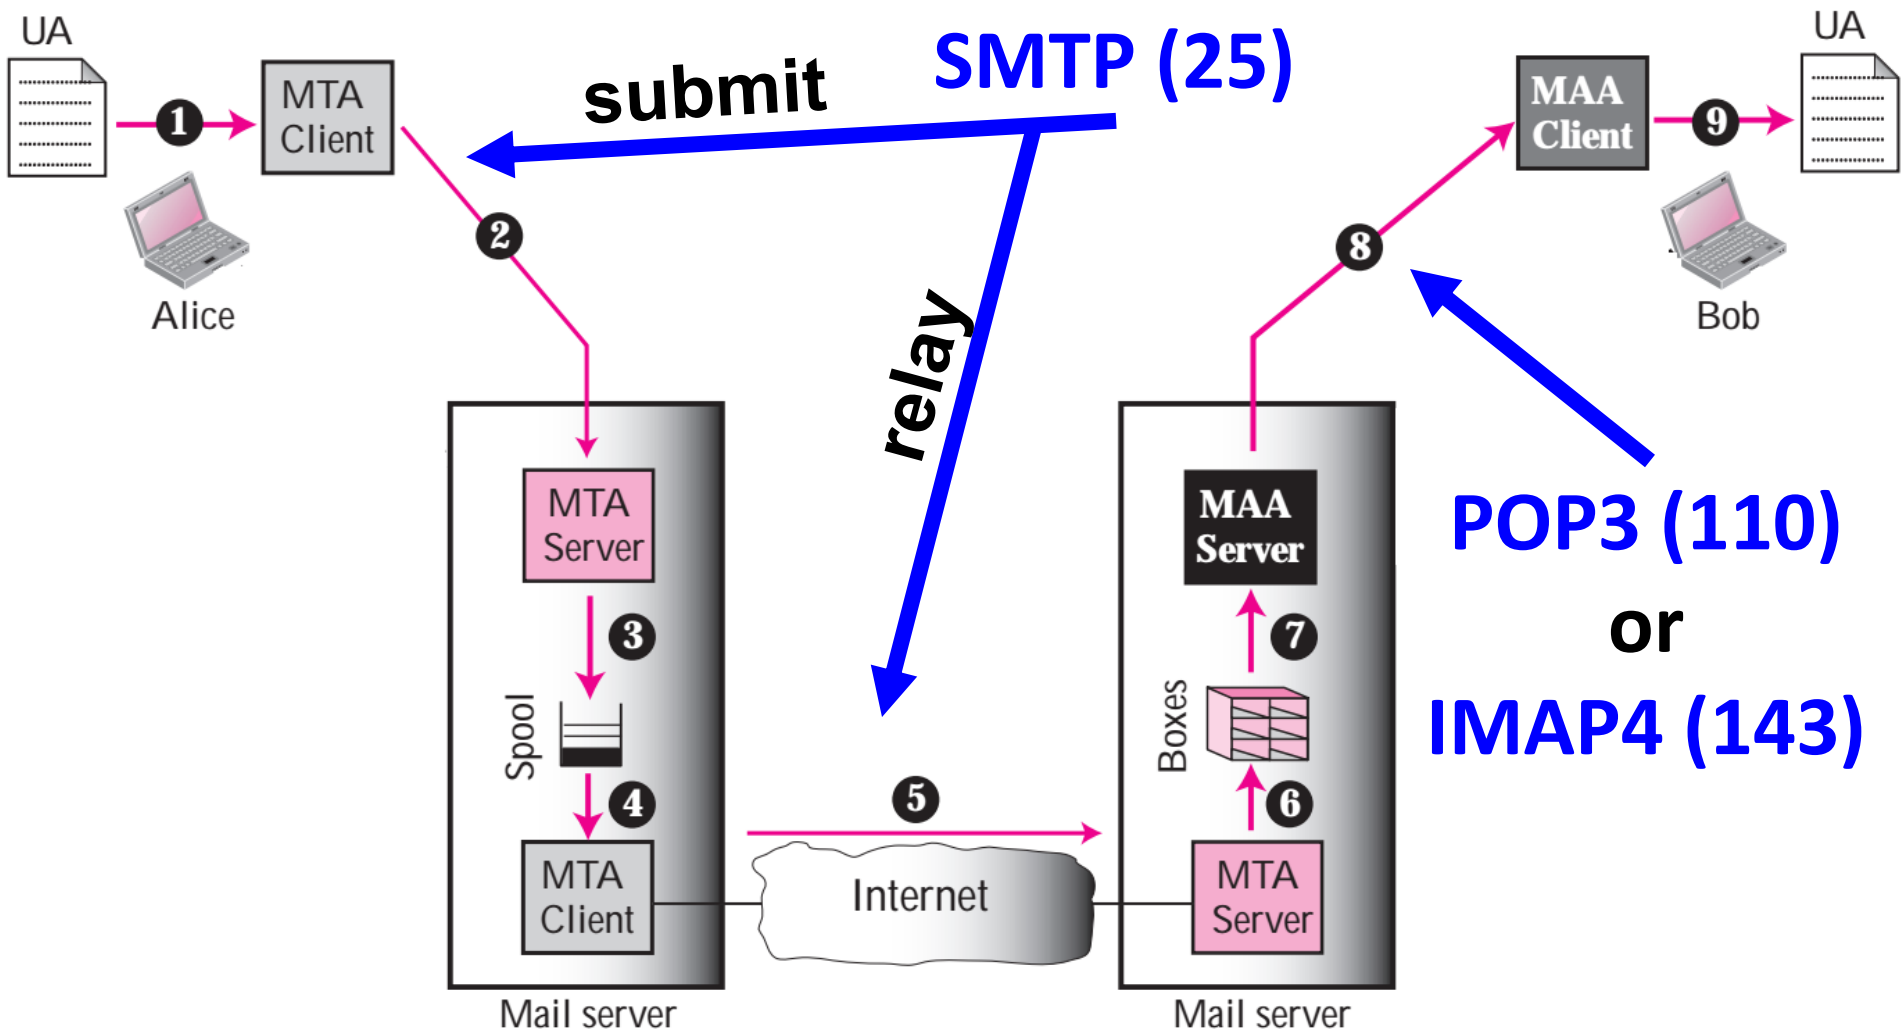 UA
MTA
Client
1
submit
SMTP (25)
MAA
Client
9
UA
2
8
Alice
Bob
relay
MTA
Server
MAA
Server
POP3 (110)
or
IMAP4 (143)
3
7
Spool
Boxes
4
5
6
MTA
Client
Internet
MTA
Server
Mail server
Mail server